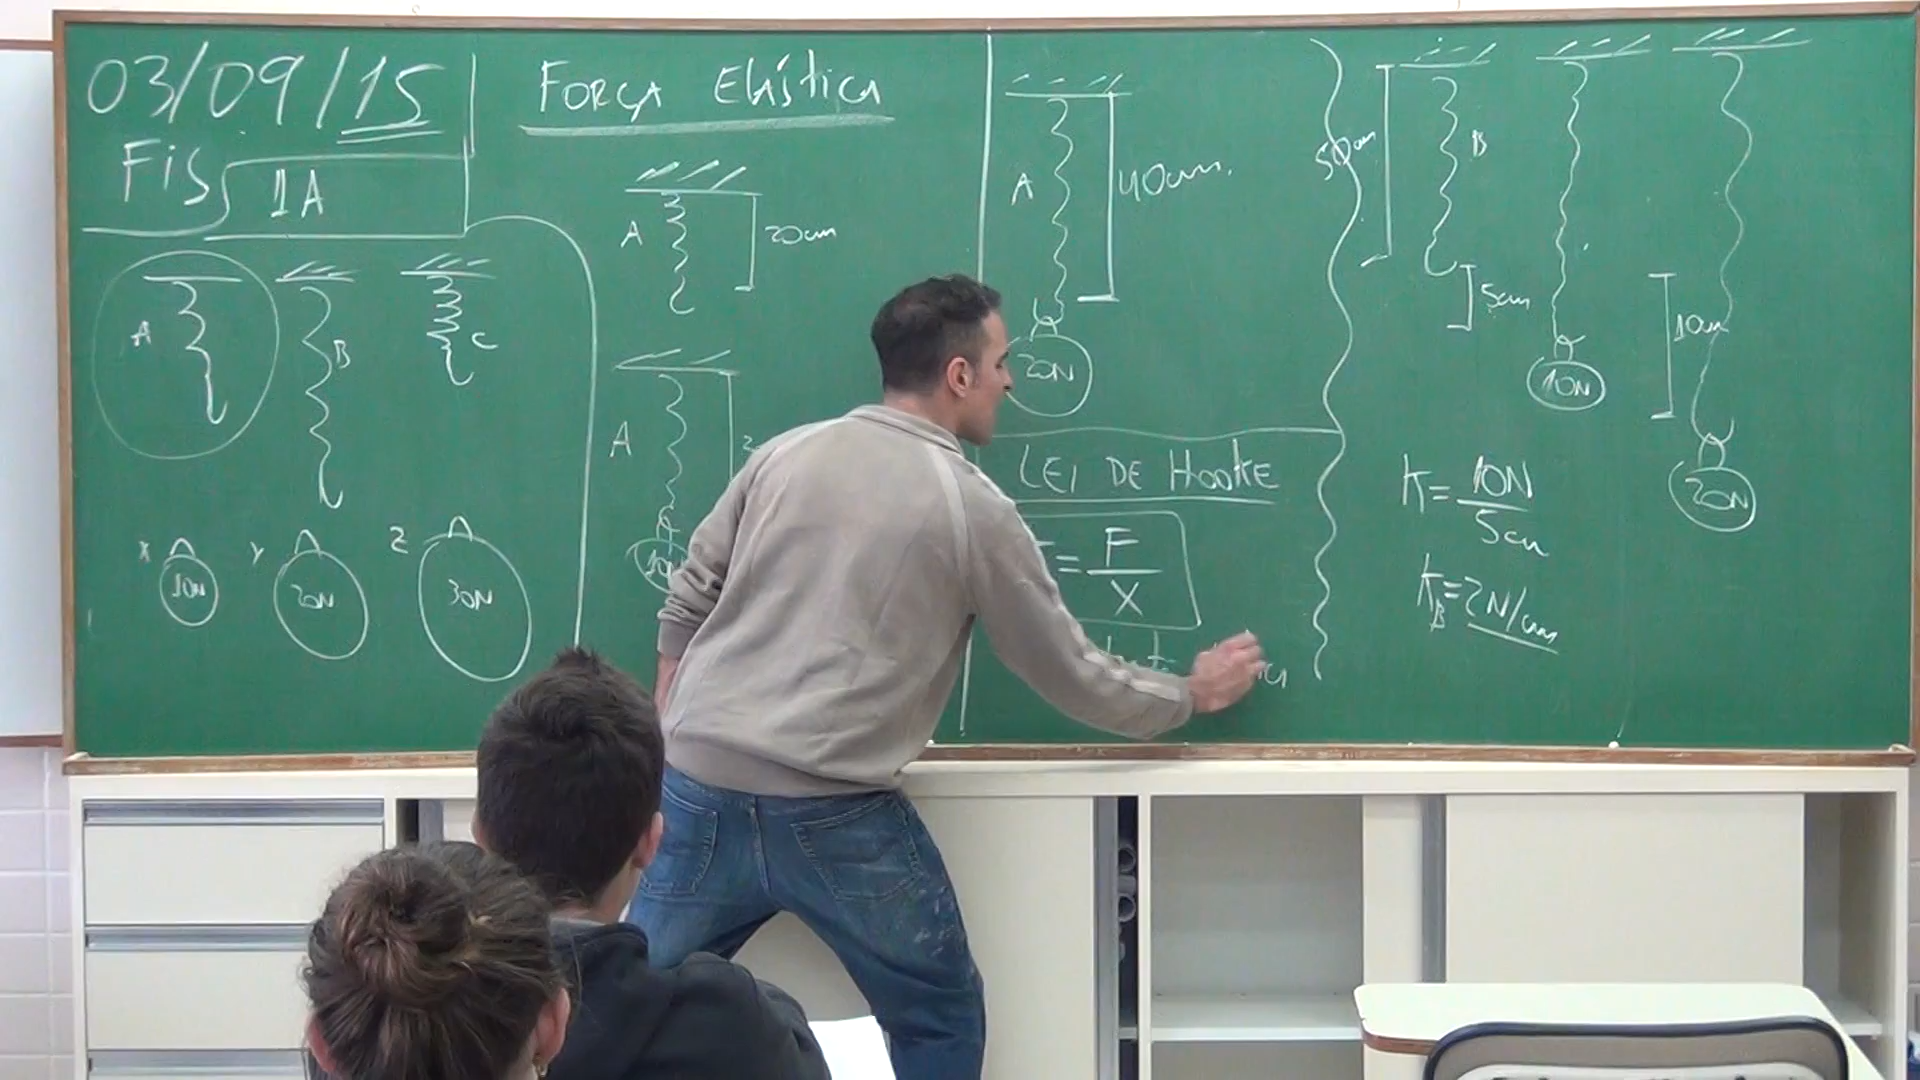 03/09/15
Fis 1A
A
B
C
X
10N
Y
20N
Z
30N
Força Elástica
A
20cm
A
A
40cm.
20N
LEI DE Hooke
= F
X
50cm
B
5cm
10N
10cm
20N
K= 10N
5cm
K_B=2N/cm